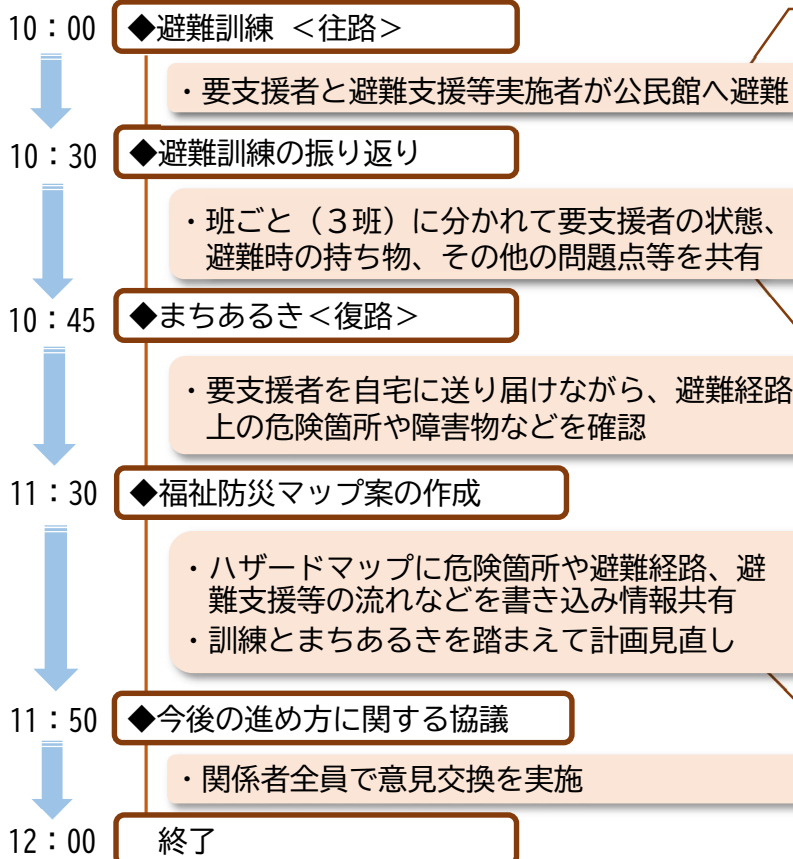 10：00 ◆避難訓練 ＜往路＞
・要支援者と避難支援等実施者が公民館へ避難
10：30 ◆避難訓練の振り返り
・班ごと（３班）に分かれて要支援者の状態、
避難時の持ち物、その他の問題点等を共有
10：45 ◆まちあるき＜復路＞
・要支援者を自宅に送り届けながら、避難経路
上の危険箇所や障害物などを確認
11：30 ◆福祉防災マップ案の作成
・ハザードマップに危険箇所や避難経路、避
難支援等の流れなどを書き込み情報共有
・訓練とまちあるきを踏まえて計画見直し
11：50 ◆今後の進め方に関する協議
・関係者全員で意見交換を実施
12：00 終了